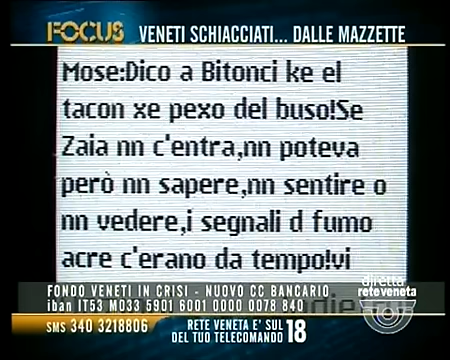 FOCUS VENETI SCHIACCIATI... DALLE MAZZETTE
Mose:Dico a Bitonci ke el
tacon xe pexo del buso!Se
Zaia nn c'entra,nn poteva
però nn sapere,nn sentire o
nn vedere,i segnali d fumo
acre c'erano da tempo!vi
diretta
reteveneta
FONDO VENETI IN CRISI - NUOVO CC BANCARIO
iban IT53 M033 5901 6001 0000 0078 840
SMS 340 3218806
RETE VENETA E' SUL
DEL TUO TELECOMANDO 18